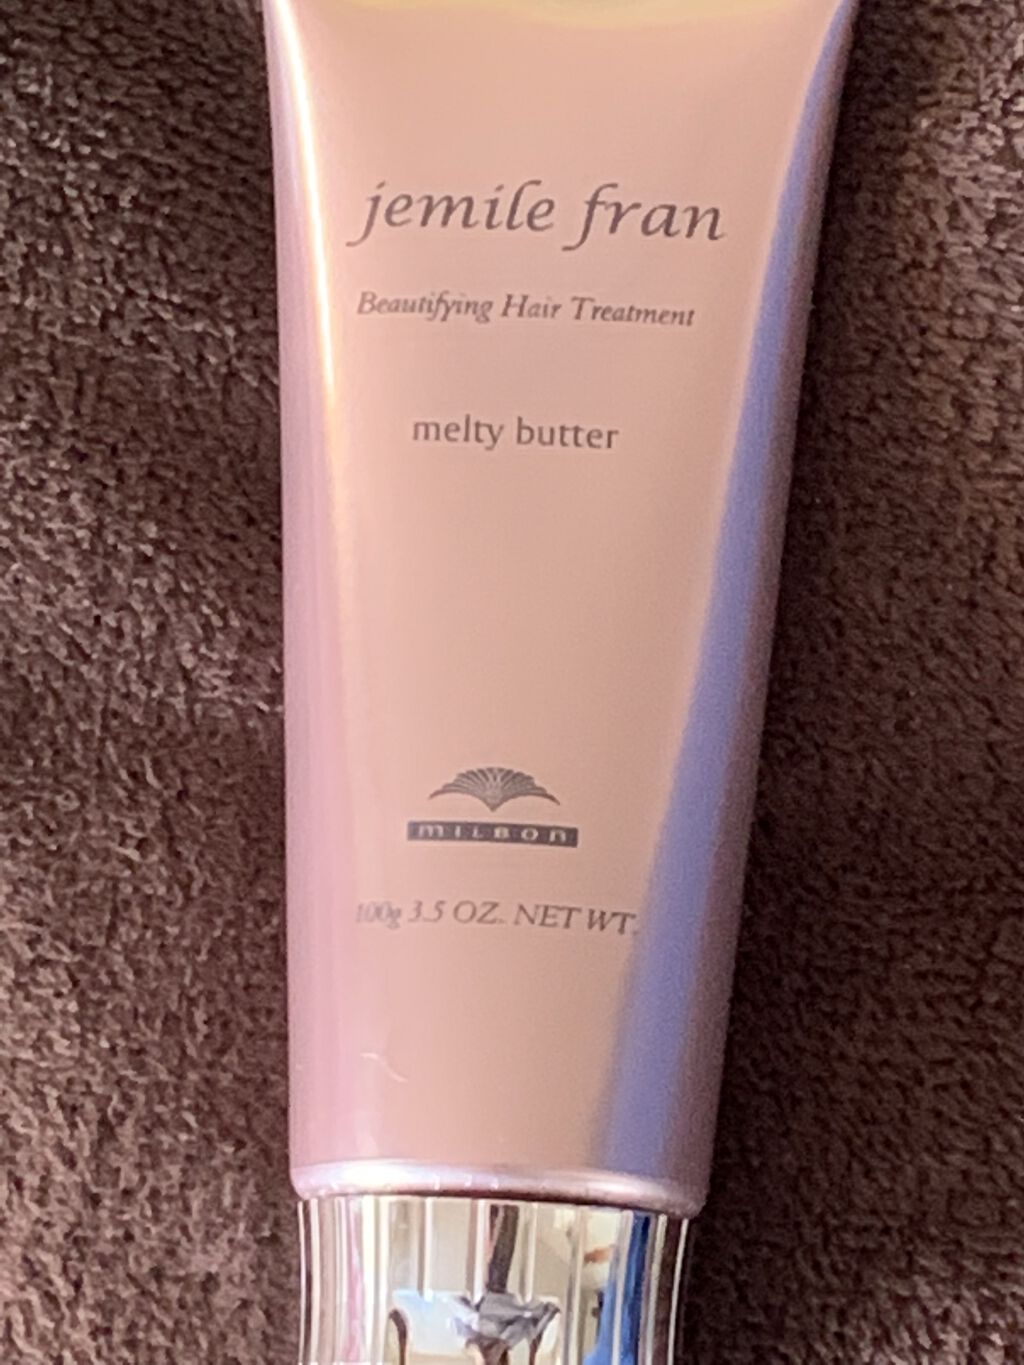 jemile fran
Beautifying Hair Treatment
melty butter
MILBON
100g 3.5 OZ. NET WT.